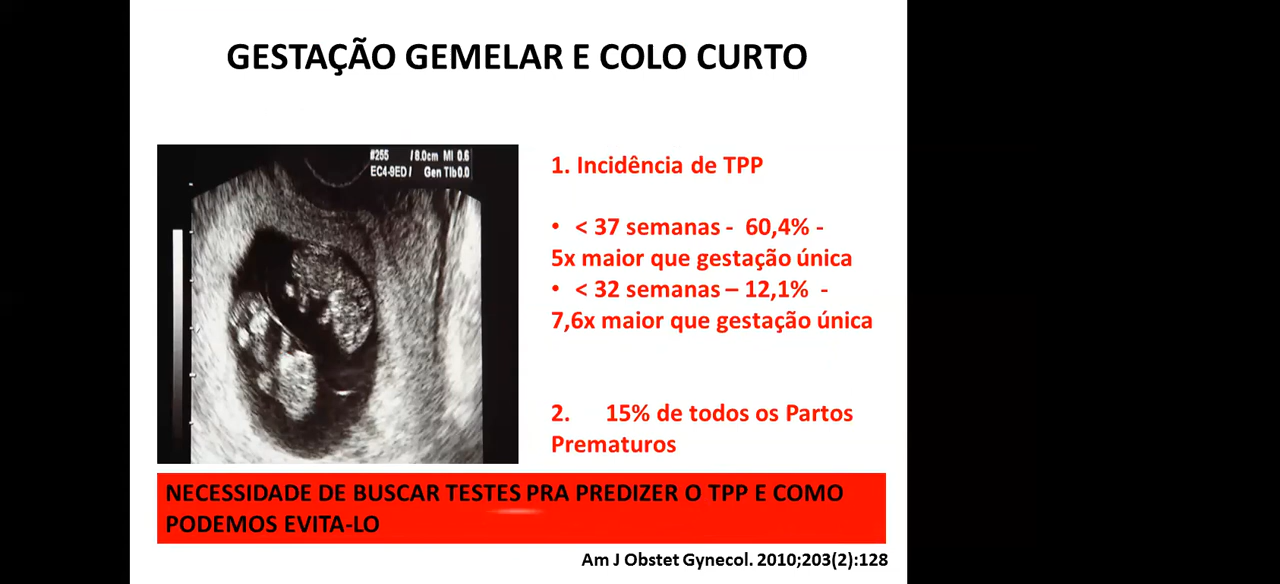 GESTAÇÃO GEMELAR E COLO CURTO
#255 /8.0cm MI 0.6
EC4-9ED/ Gen TIb0.0
1. Incidência de TPP
• < 37 semanas - 60,4% -
5x maior que gestação única
• < 32 semanas – 12,1% -
7,6x maior que gestação única
2. 15% de todos os Partos
Prematuros
NECESSIDADE DE BUSCAR TESTES PRA PREDIZER O TPP E COMO
PODEMOS EVITA-LO
Am J Obstet Gynecol. 2010;203(2):128